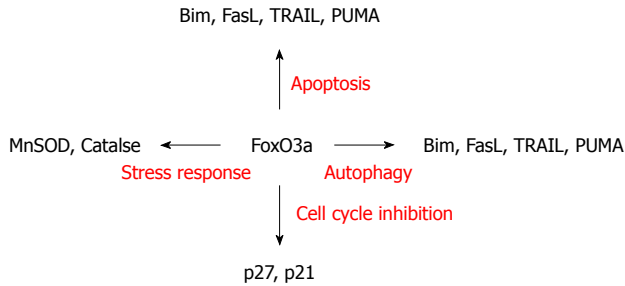 Bim, FasL, TRAIL, PUMA
Apoptosis
MnSOD, Catalse
FoxO3a
Bim, FasL, TRAIL, PUMA
Stress response
Autophagy
Cell cycle inhibition
p27, p21